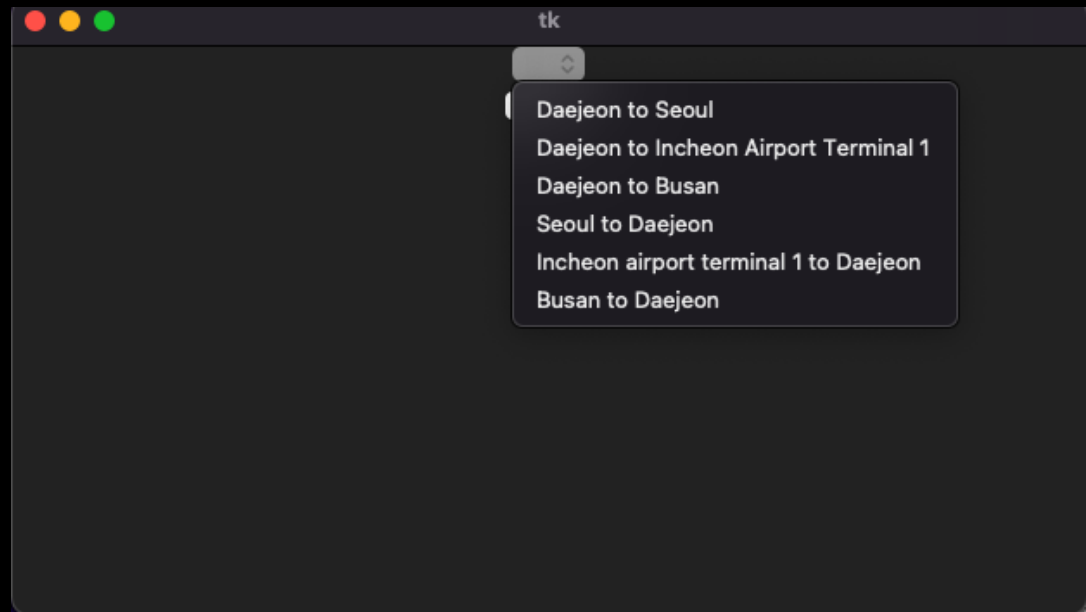 tk
Daejeon to Seoul
Daejeon to Incheon Airport Terminal 1
Daejeon to Busan
Seoul to Daejeon
Incheon airport terminal 1 to Daejeon
Busan to Daejeon